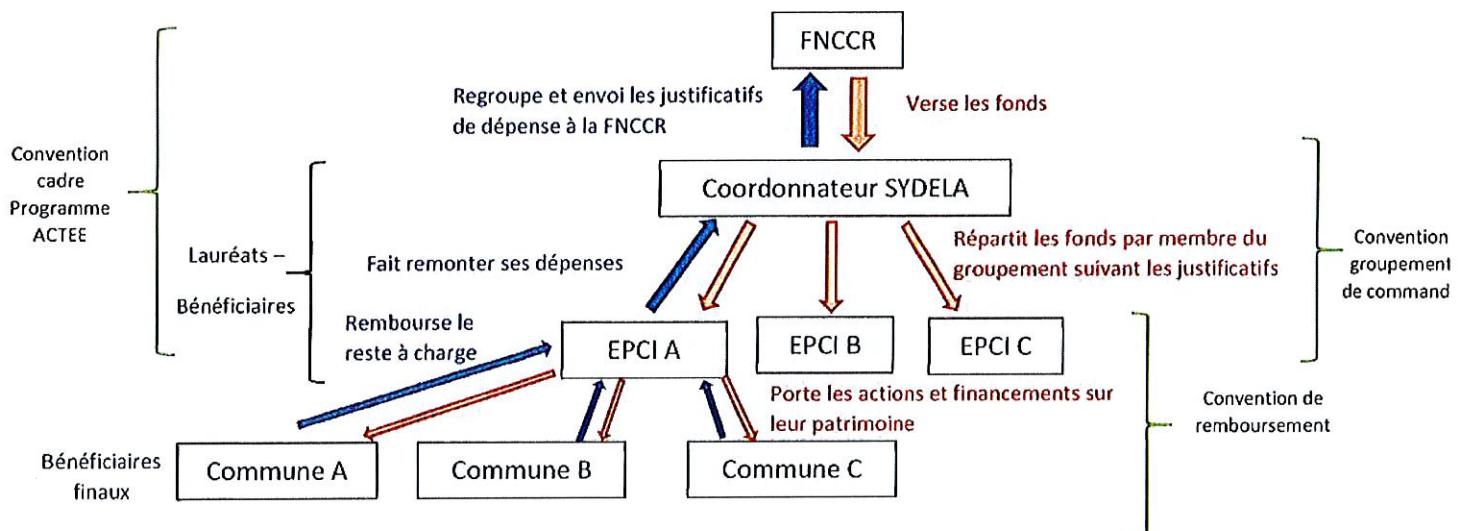 FNCCR
Regroupe et envoi les justificatifs
de dépense à la FNCCR
Verse les fonds
Convention
cadre
Programme
ACTEE
Coordonnateur SYDELA
Lauréats –
Bénéficiaires
Fait remonter ses dépenses
Répartit les fonds par membre du
groupement suivant les justificatifs
Convention
groupement
de command
Rembourse le
reste à charge
EPCI A
EPCI B
EPCI C
Porte les actions et financements sur
leur patrimoine
Convention de
remboursement
Bénéficiaires
finaux
Commune A
Commune B
Commune C